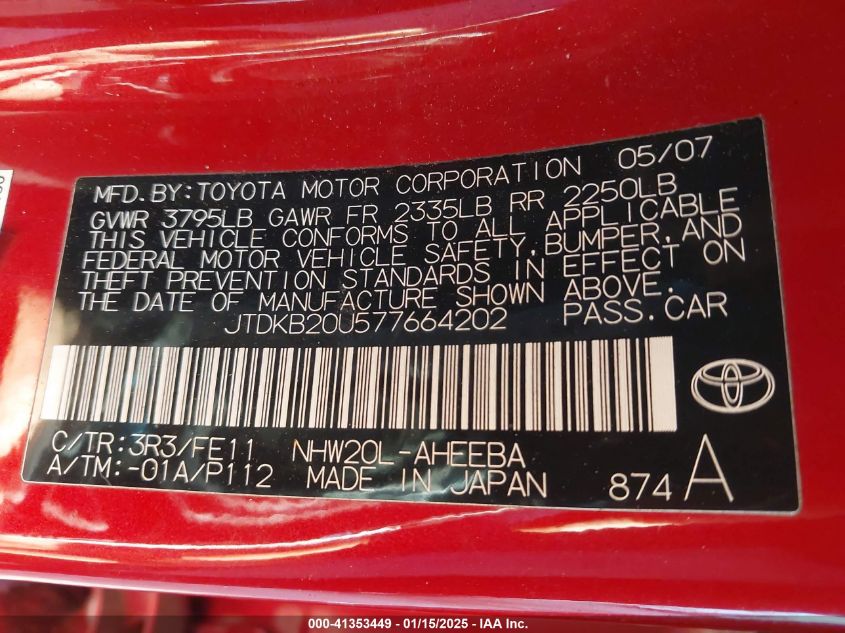 MFD.BY:TOYOTA MOTOR CORPORATION 05/07
GVWR 3795LB GAWR FR 2335LB RR 2250LB
THIS VEHICLE CONFORMS TO ALL APPLICABLE
FEDERAL MOTOR VEHICLE SAFETY,BUMPER,AND
THEFT PREVENTION STANDARDS IN EFFECT ON
THE DATE OF MANUFACTURE SHOWN ABOVE.
JTDKB20U577664202 PASS.CAR
C/TR:3R3/FE11 NHW20L-AHEEBA
A/TM:-01A/P112 MADE IN JAPAN 874 A
000-41353449 - 01/15/2025 - IAA Inc.